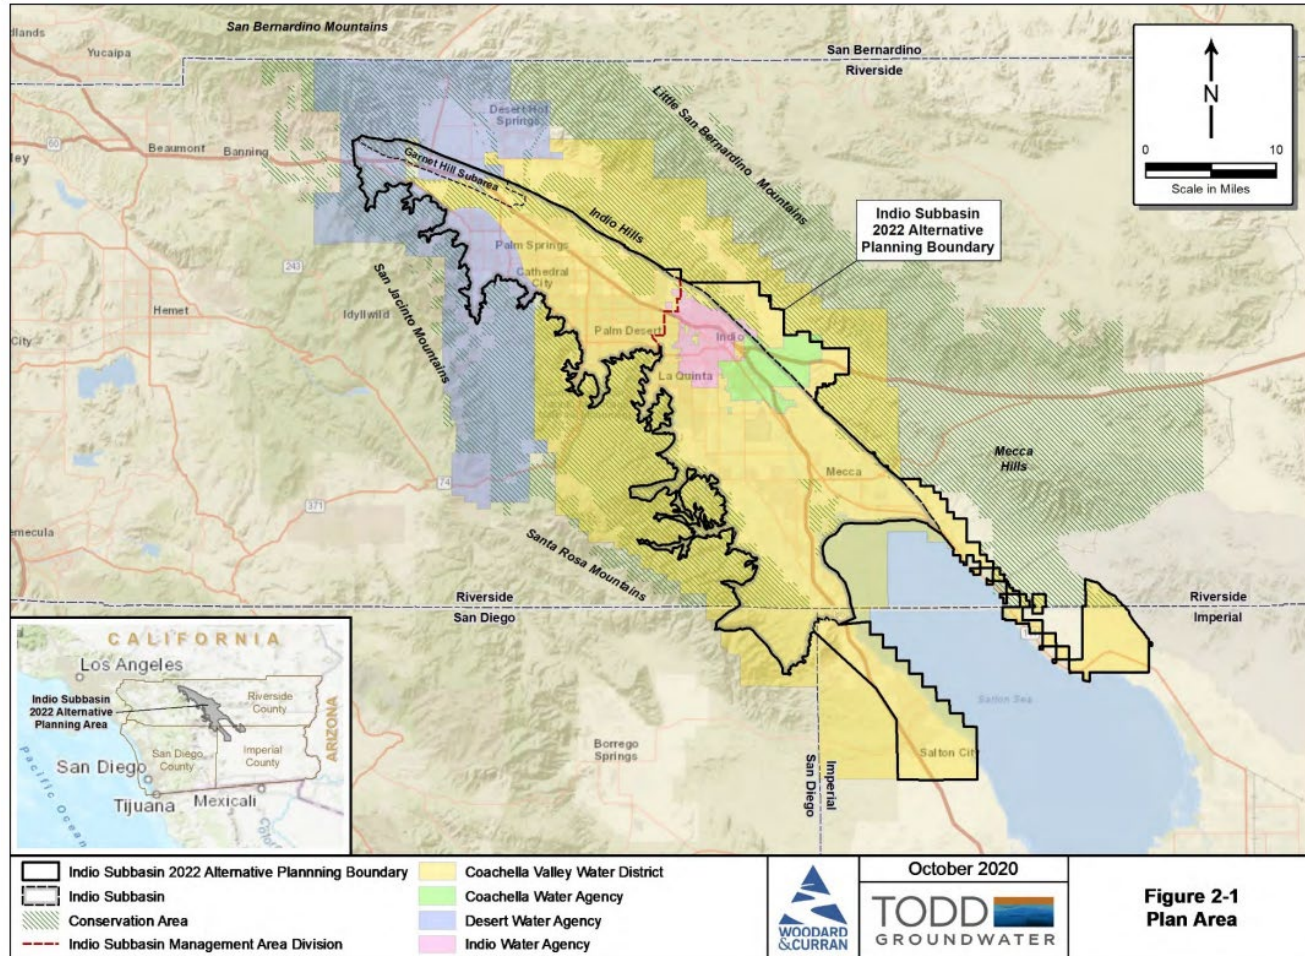 San Bernardino Mountains
San Bernardino
Riverside
Yucaipa
Desert Hot
Springs
Little San Bernardino Mountains
N
0 10
Scale in Miles
60
Beaumont
Banning
Garnet Hill Subarea
Indio Hills
Indio Subbasin
2022 Alternative
Planning Boundary
Palm Springs
Cathedral
City
243
San Jacinto Mountains
Hemet
Idyllwild
City
Palm Desert
Indio
La Quinta
Mecca
Hills
Mecca
74
371
Santa Rosa Mountains
Riverside
San Diego
Riverside
Imperial
Salton Sea
Borrego
Springs
Salton City
San Diego
Imperial
CALIFORNIA
Los Angeles
Indio Subbasin
2022 Alternative
Planning Area
Riverside
County
ARIZONA
San Diego
County
Imperial
County
Pacific Ocean
San Diego
Tijuana
Mexicali
Indio Subbasin 2022 Alternative Plannning Boundary
Indio Subbasin
Conservation Area
Indio Subbasin Management Area Division
Coachella Valley Water District
Coachella Water Agency
Desert Water Agency
Indio Water Agency
WOODARD
&CURRAN
October 2020
TODD
GROUNDWATER
Figure 2-1
Plan Area